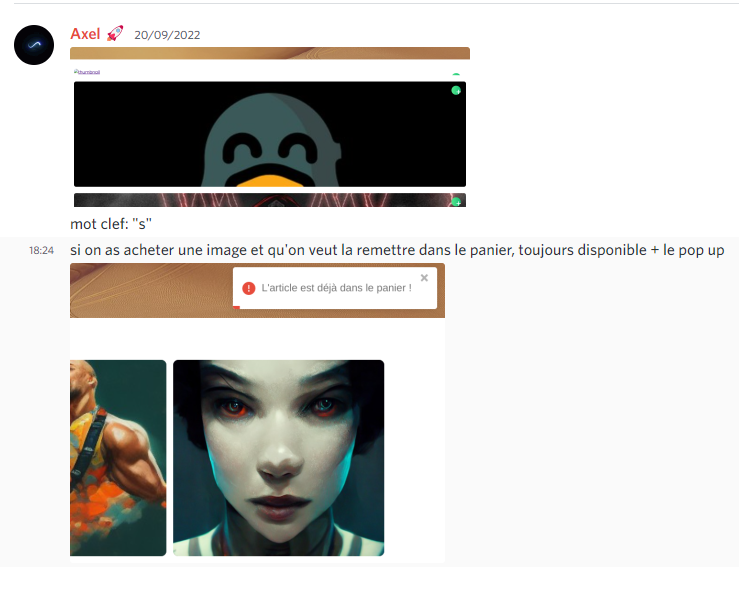 Axel 🚀 20/09/2022
thumbnail
mot clef: "s"
18:24 si on as acheter une image et qu'on veut la remettre dans le panier, toujours disponible + le pop up
L'article est déjà dans le panier !